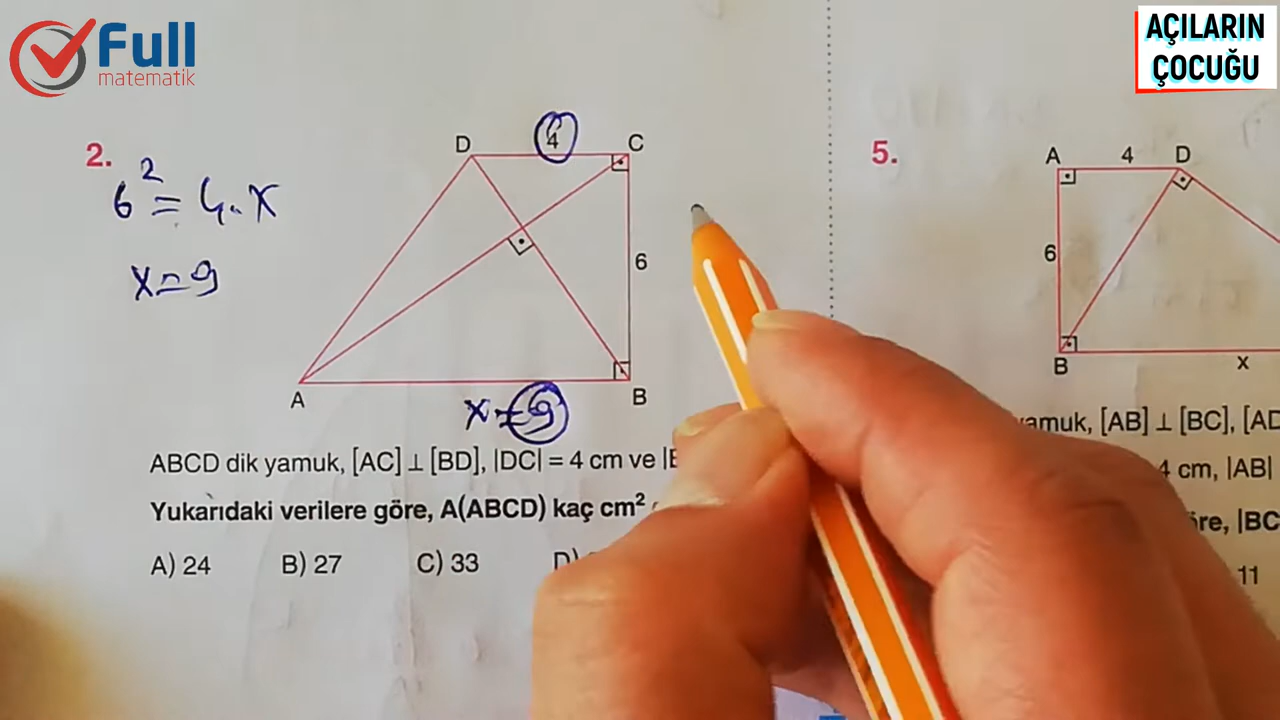 Full
matematik
AÇILARIN
ÇOCUĞU
2.
6² = 4.x
x = 9
D
4
C
6
A
B
x = 9
ABCD dik yamuk, [AC] ⊥ [BD], |DC| = 4 cm ve
Yukarıdaki verilere göre, A(ABCD) kaç cm²
A) 24 B) 27 C) 33 D)
5.
A
4
D
6
B
x
yamuk, [AB] ⊥ [BC], [AD
4 cm, |AB|
göre, |BC
11